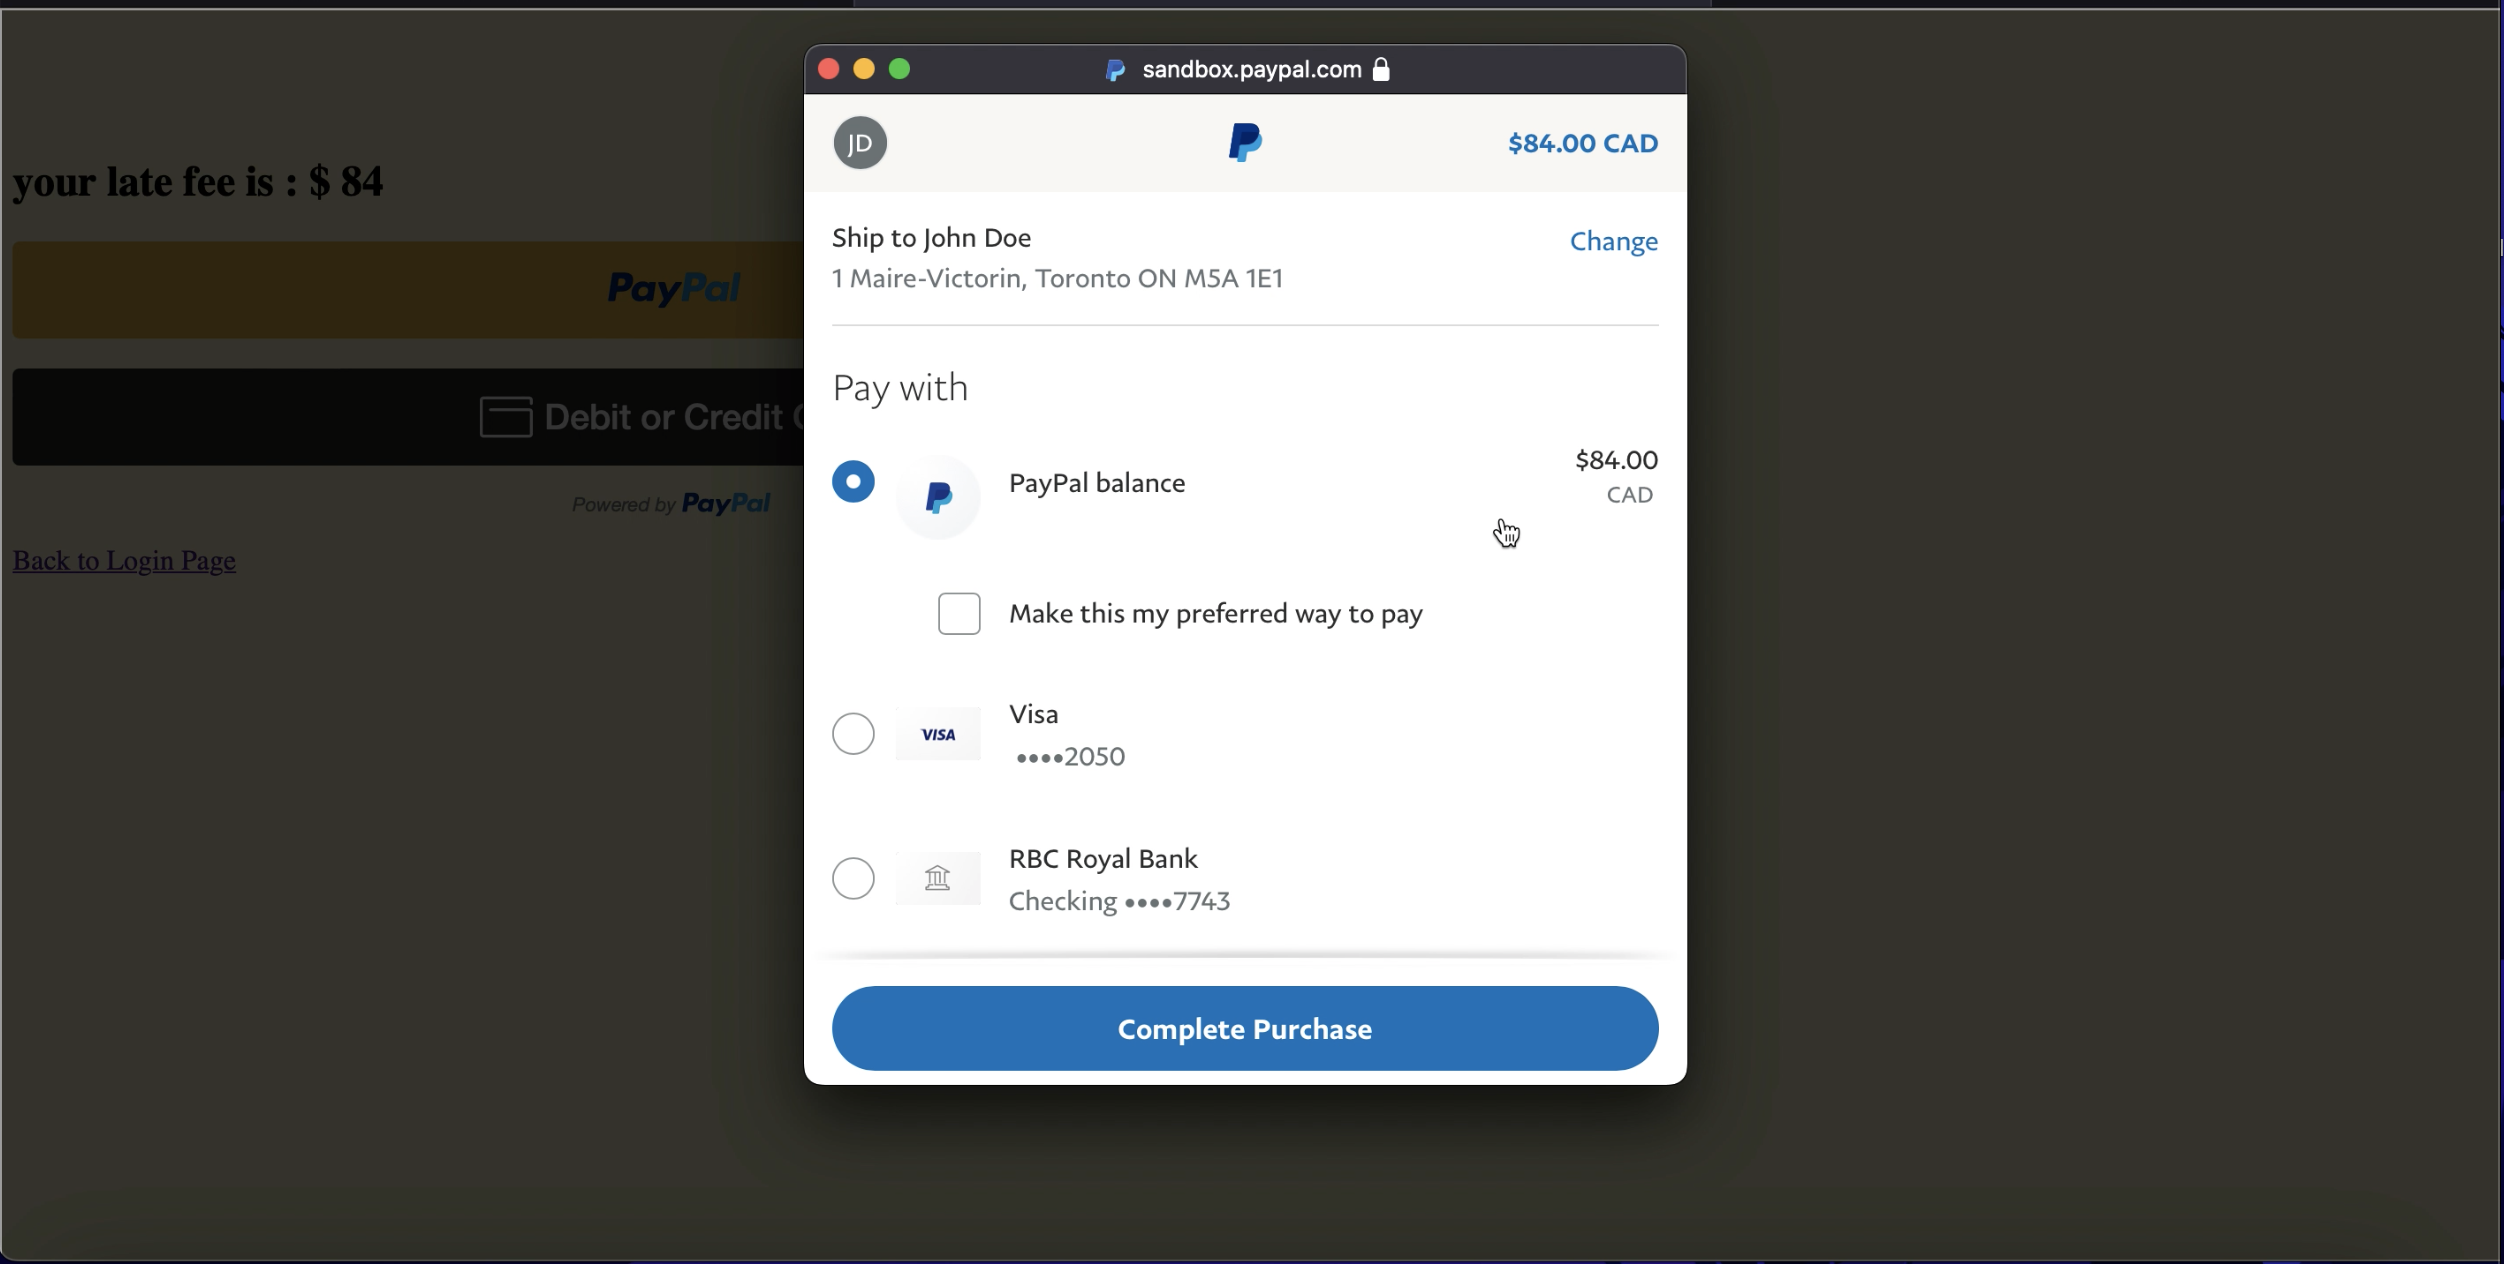 sandbox.paypal.com
JD
$84.00 CAD
your late fee is : $ 84
Ship to John Doe
Change
1 Maire-Victorin, Toronto ON M5A 1E1
PayPal
Pay with
Debit or Credit
PayPal balance
$84.00
CAD
Powered by PayPal
Back to Login Page
Make this my preferred way to pay
VISA
Visa
••••2050
RBC Royal Bank
Checking ••••7743
Complete Purchase